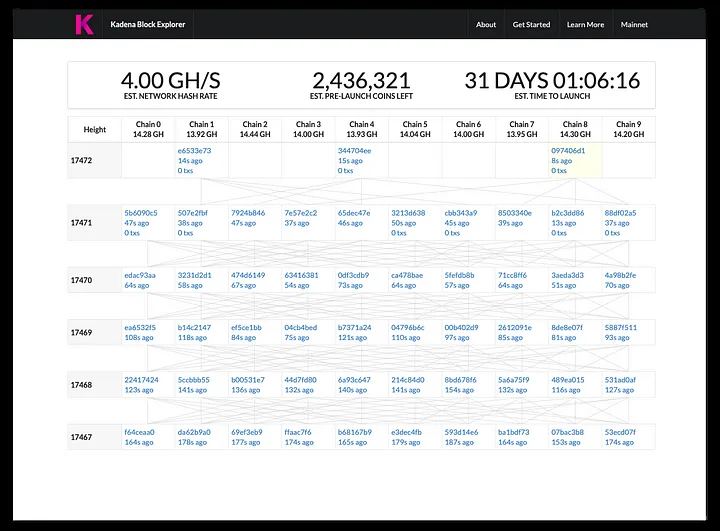 Kadena Block Explorer About Get Started Learn More Mainnet
4.00 GH/S 2,436,321 31 DAYS 01:06:16
EST. NETWORK HASH RATE EST. PRE-LAUNCH COINS LEFT EST. TIME TO LAUNCH
Height Chain 0 Chain 1 Chain 2 Chain 3 Chain 4 Chain 5 Chain 6 Chain 7 Chain 8 Chain 9
14.28 GH 13.92 GH 14.44 GH 14.00 GH 13.93 GH 14.04 GH 14.00 GH 13.95 GH 14.30 GH 14.20 GH
e6533e73 344704ee 097406d1
17472 14s ago 15s ago 8s ago
0 txs 0 txs 0 txs
5b6090c5 507e2fbf 7924b846 7e57e2c2 65dec47e 3213d638 cbb343a9 8503340e b2c3dd86 88df02a5
17471 47s ago 38s ago 47s ago 37s ago 46s ago 50s ago 45s ago 39s ago 13s ago 37s ago
0 txs 0 txs 0 txs 0 txs 0 txs 0 txs
edac93aa 3231d2d1 474d6149 63416381 0df3cdb9 ca478bae 5fefdb8b 71cc8ff6 3aeda3d3 4a98b2fe
17470 64s ago 58s ago 67s ago 54s ago 73s ago 64s ago 57s ago 64s ago 51s ago 70s ago
ea6532f5 b14c2147 ef5ce1bb 04cb4bed b7371a24 04796b6c 00b402d9 2612091e 8de8e07f 5887f511
17469 108s ago 118s ago 84s ago 75s ago 121s ago 110s ago 97s ago 85s ago 81s ago 93s ago
22417424 5ccbbb55 b00531e7 44d7fd80 6a93c647 214c84d0 8bd678f6 5a6a75f9 489ea015 531ad0af
17468 123s ago 141s ago 136s ago 132s ago 140s ago 141s ago 154s ago 132s ago 116s ago 127s ago
f64ceaa0 da62b9a0 69ef3eb9 ffaac7f6 b68167b9 e3dec4fb 593d14e6 ba1bdf73 07bac3b8 53ecd07f
17467 164s ago 178s ago 177s ago 174s ago 165s ago 179s ago 187s ago 164s ago 153s ago 174s ago